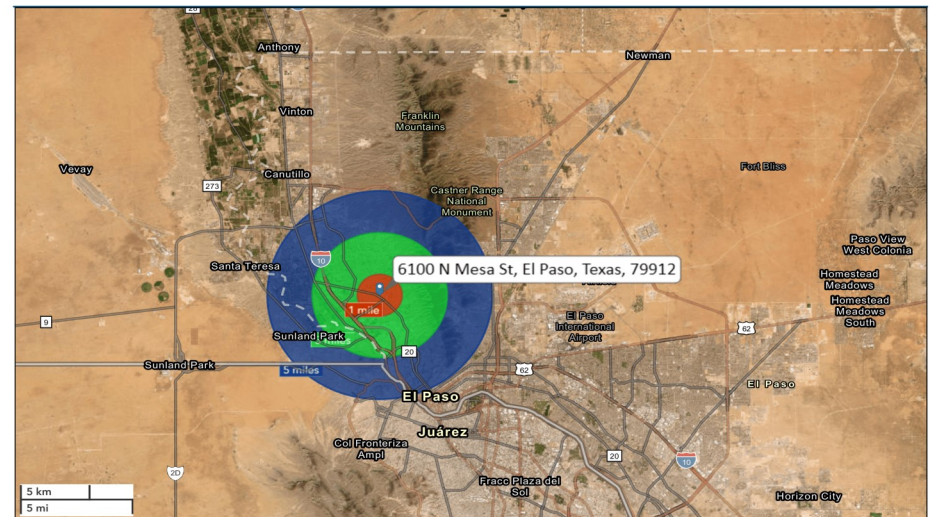 28
Anthony
Newman
Vinton
Franklin
Mountains
Fort Bliss
Vevay
Canutillo
273
Castner Range
National
Monument
Paso View
West Colonia
10
Santa Teresa
6100 N Mesa St, El Paso, Texas, 79912
Homestead
Meadows
Homestead
Meadows
South
1 mile
9
El Paso
International
Airport
62
Sunland Park
20
Sunland Park
5 miles
62
El Paso
El Paso
Juárez
Col Fronteriza
Ampl
20
10
2D
Fracc Plaza del
Sol
Horizon City
5 km
5 mi